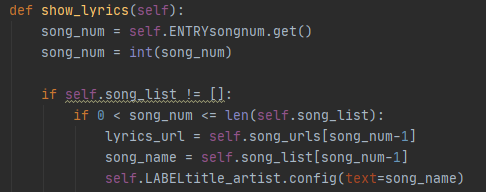 def show_lyrics(self):
    song_num = self.ENTRYsongnum.get()
    song_num = int(song_num)

    if self.song_list != []:
        if 0 < song_num <= len(self.song_list):
            lyrics_url = self.song_urls[song_num-1]
            song_name = self.song_list[song_num-1]
            self.LABELtitle_artist.config(text=song_name)